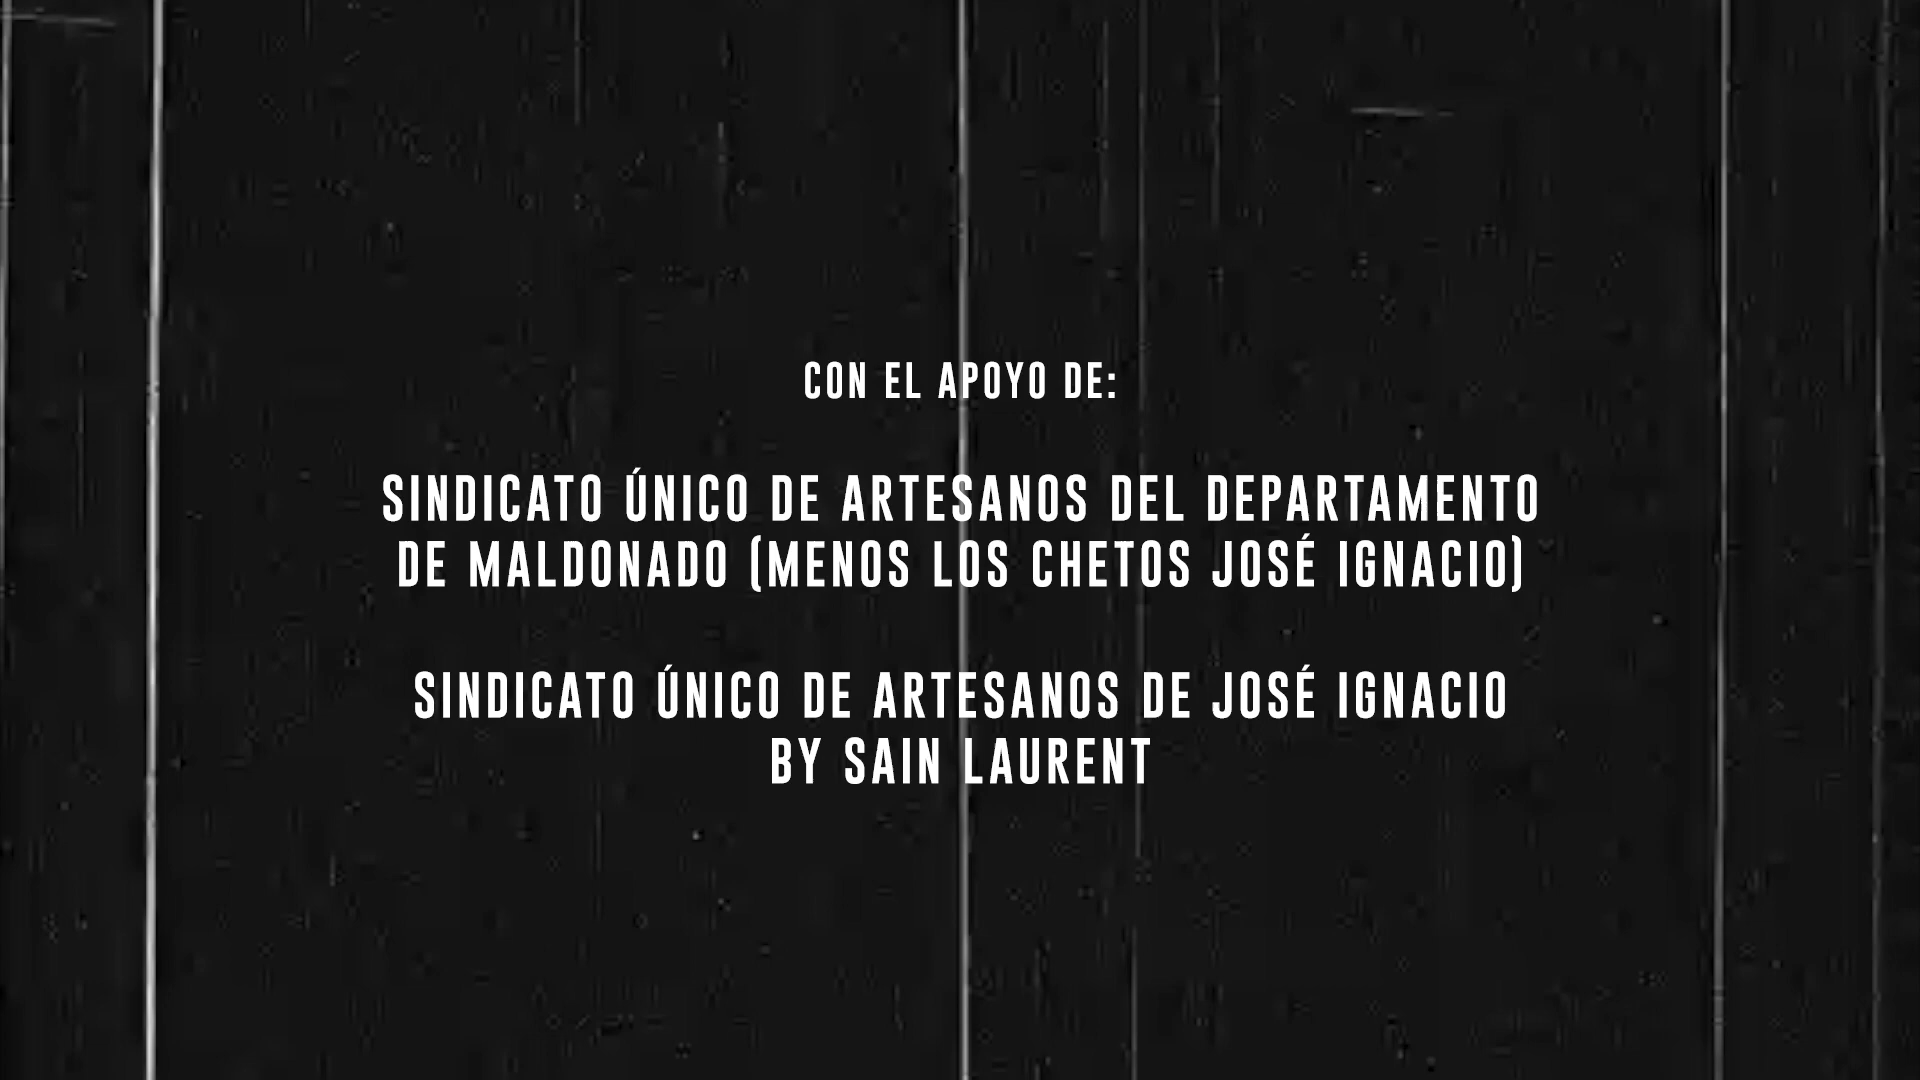 CON EL APOYO DE:
SINDICATO ÚNICO DE ARTESANOS DEL DEPARTAMENTO
DE MALDONADO (MENOS LOS CHETOS JOSÉ IGNACIO)
SINDICATO ÚNICO DE ARTESANOS DE JOSÉ IGNACIO
BY SAIN LAURENT